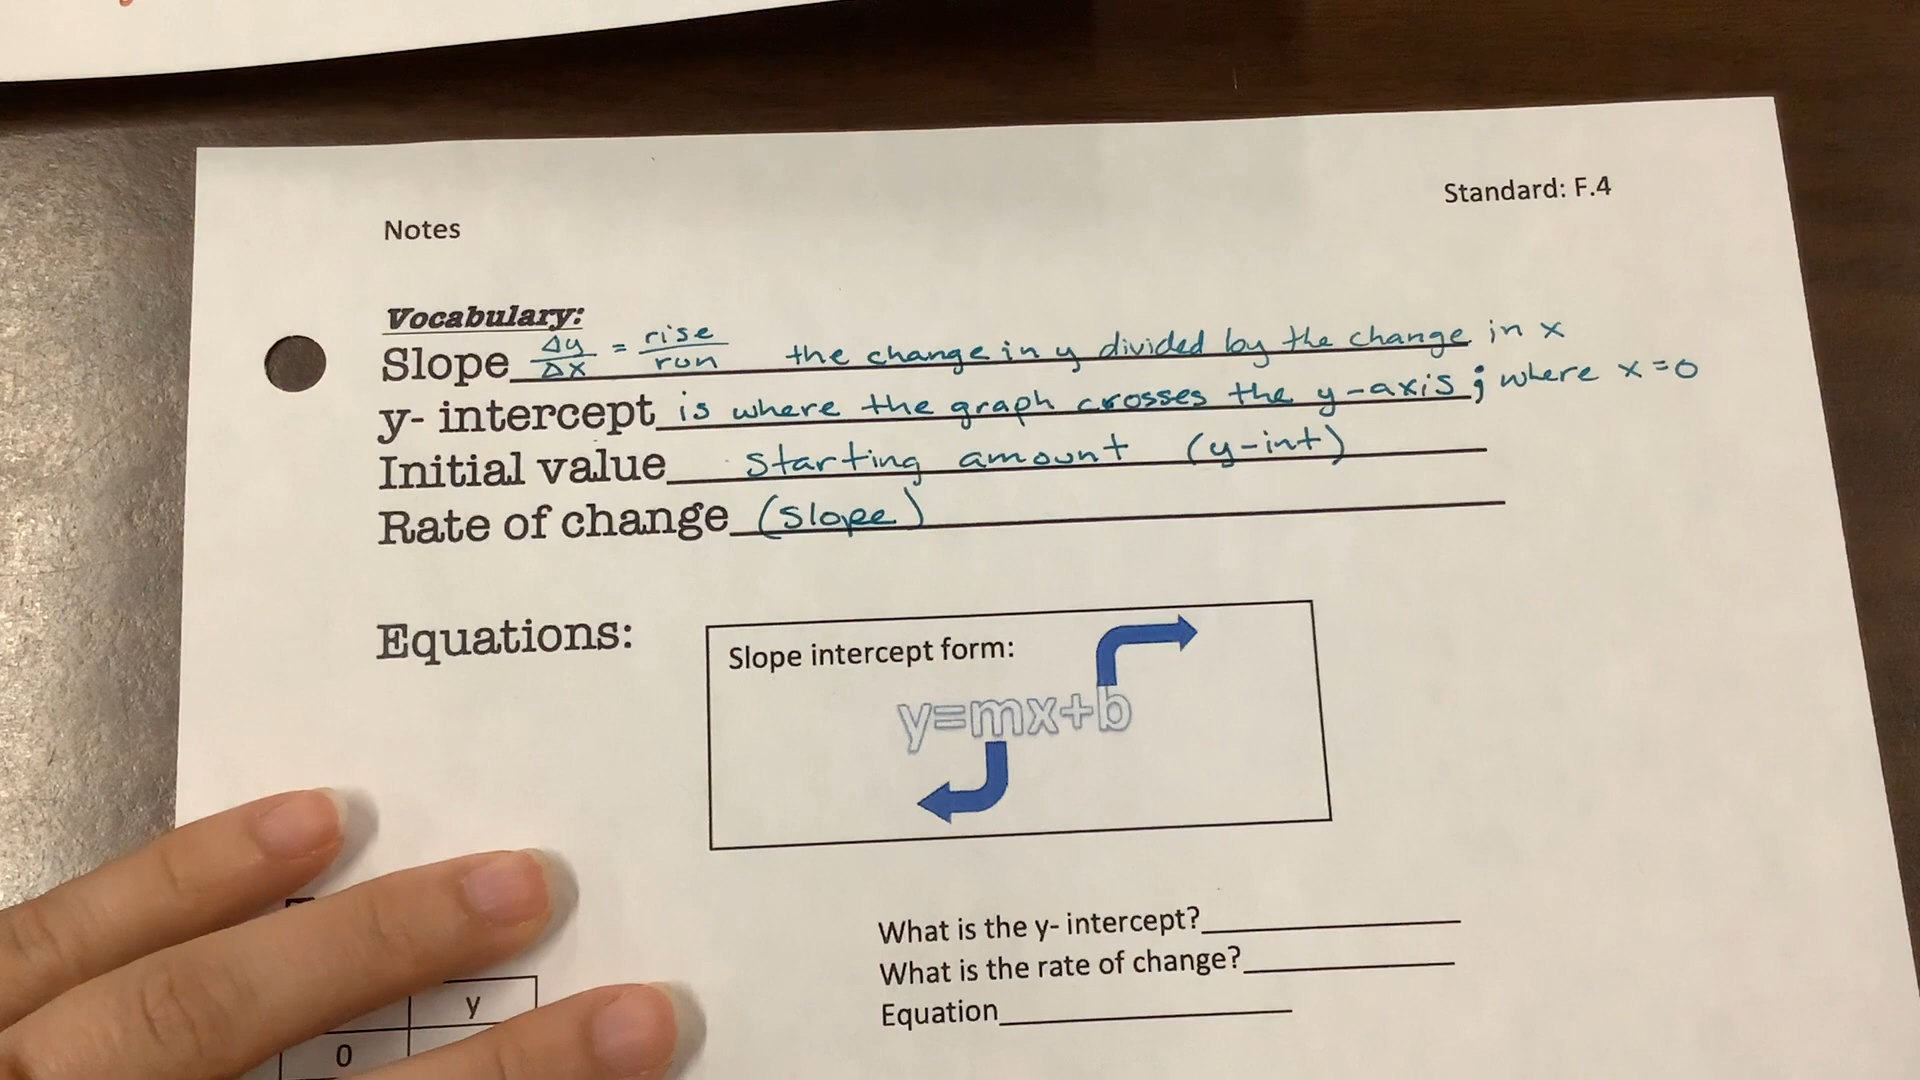 Standard: F.4
Notes
Vocabulary:
Slope Δy/Δx = rise/run the change in y divided by the change in x
y- intercept is where the graph crosses the y-axis; where x=0
Initial value starting amount (y-int)
Rate of change (slope)
Equations:
Slope intercept form:
y=mx+b
What is the y- intercept?
What is the rate of change?
Equation
y
0